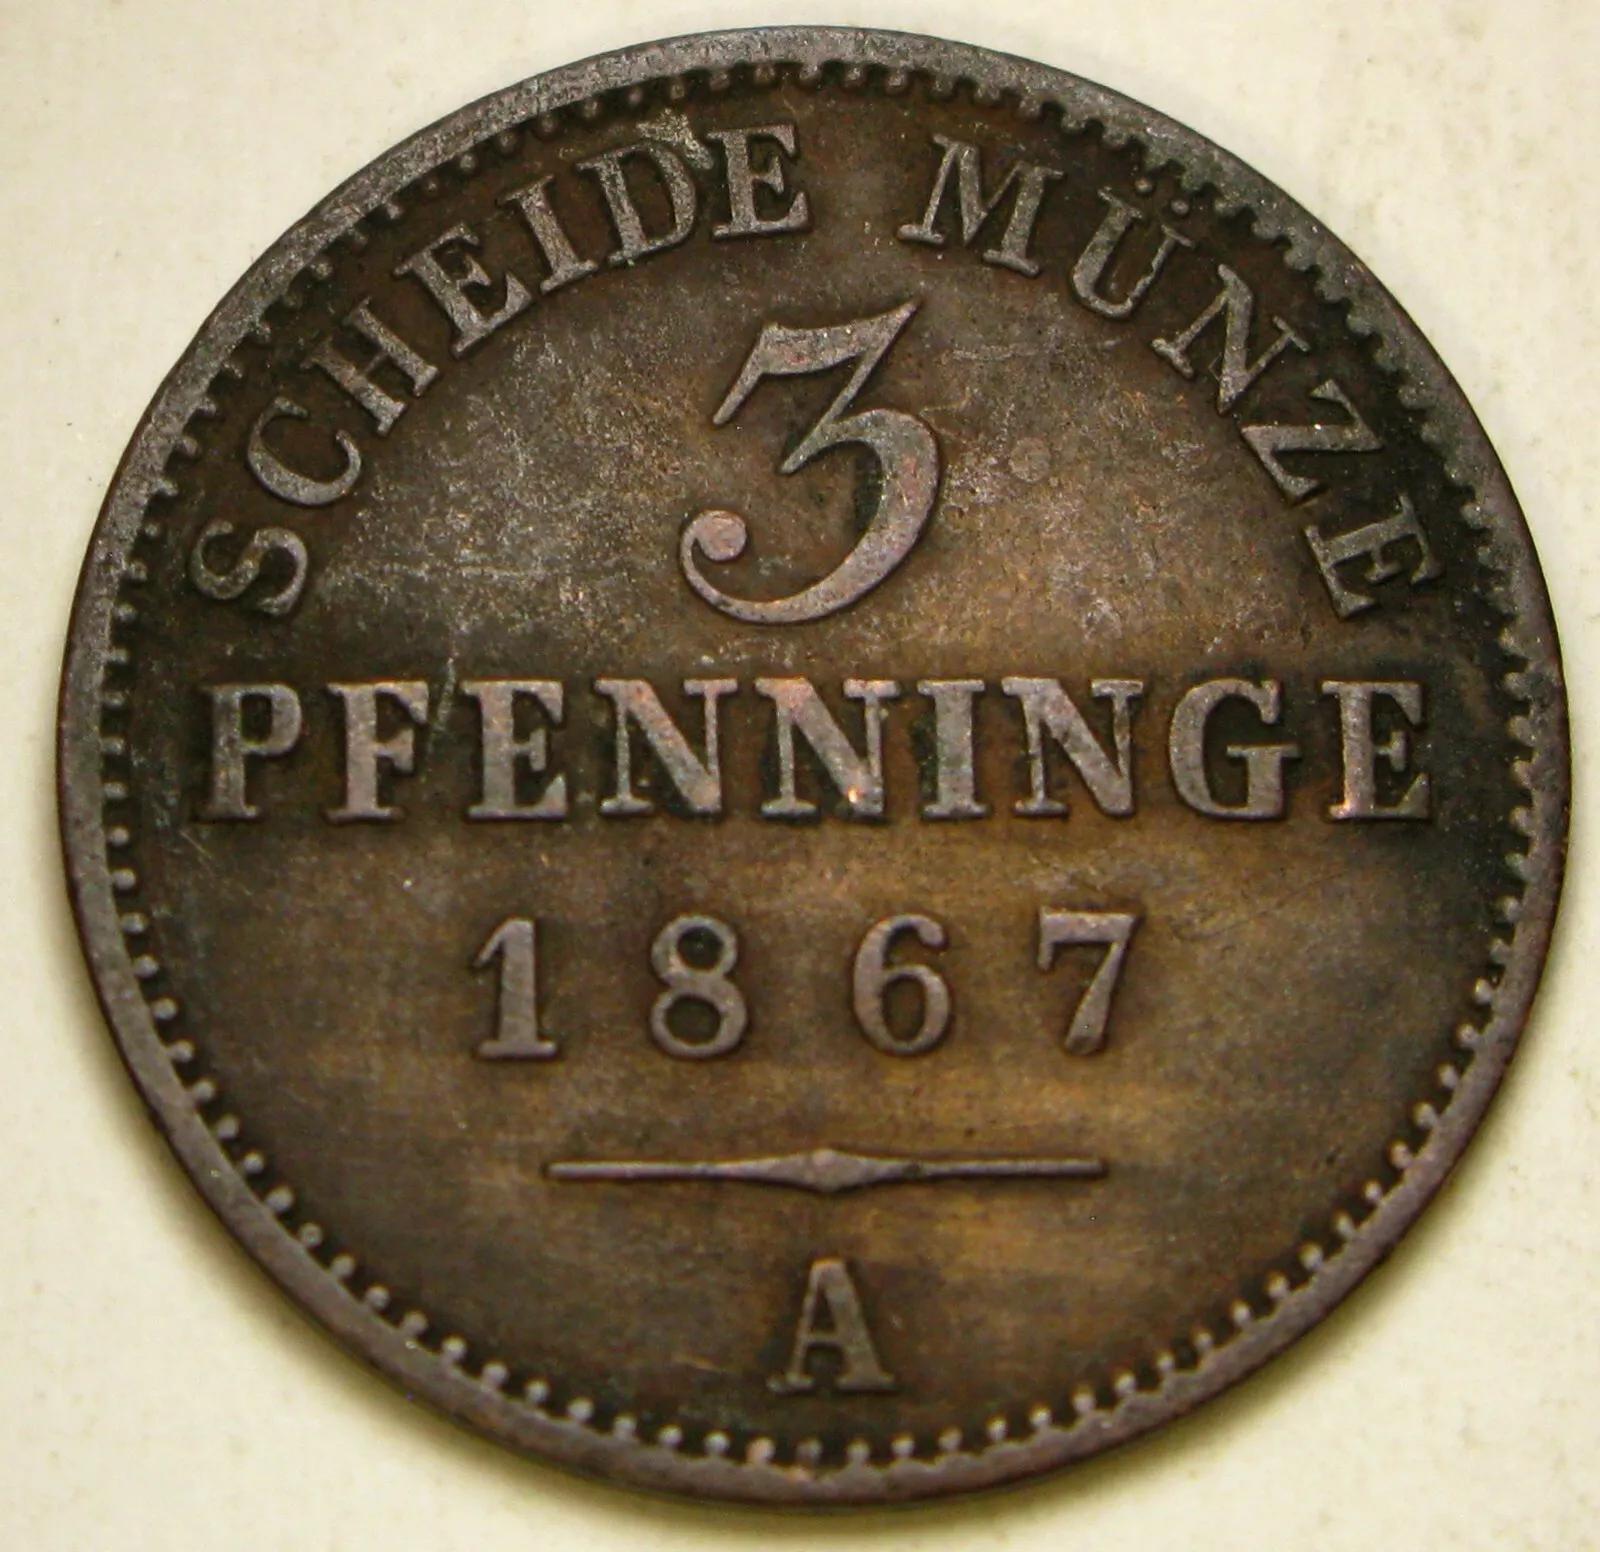 SCHEIDE MÜNZE
3
PFENNINGE
1867
A